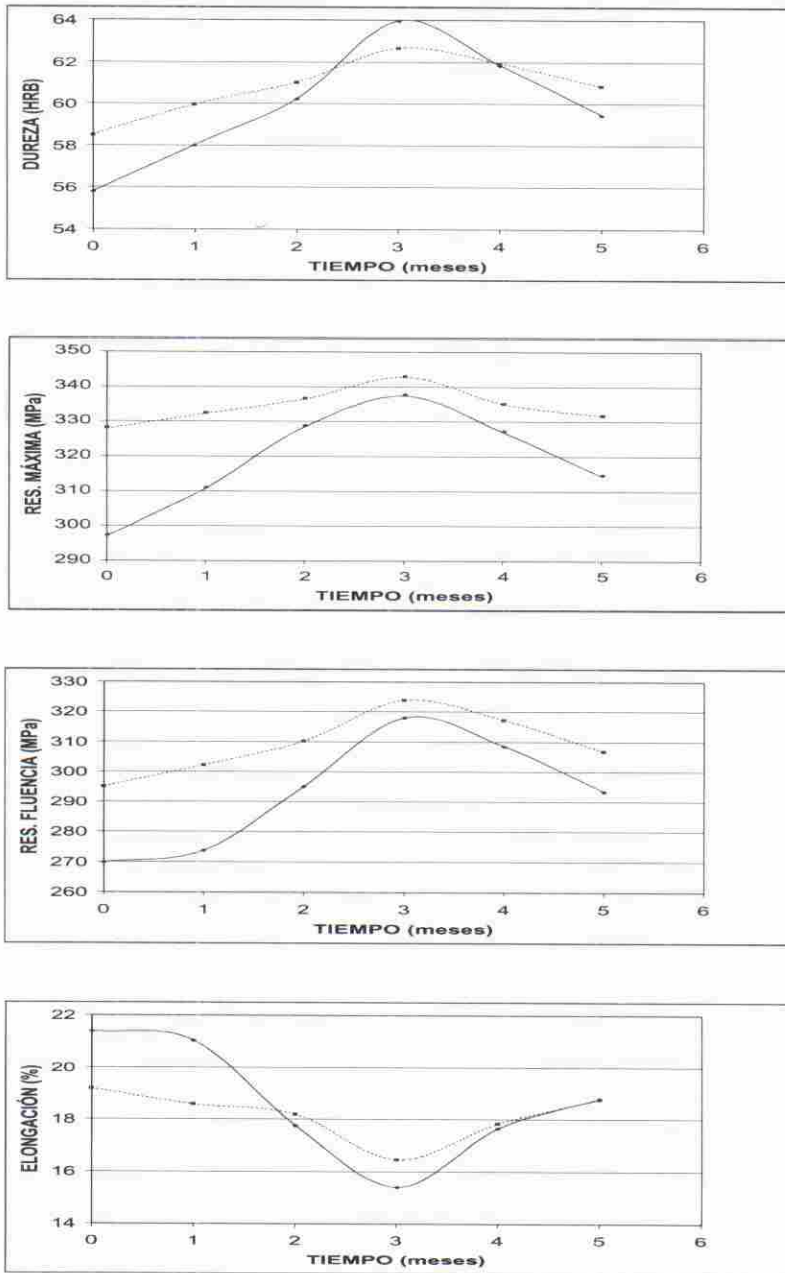 64
62
60
58
56
54
DUREZA (HRB)
0 1 2 3 4 5 6
TIEMPO (meses)
350
340
330
320
310
300
290
RES. MÁXIMA (MPa)
0 1 2 3 4 5 6
TIEMPO (meses)
330
320
310
300
290
280
270
260
RES. FLUENCIA (MPa)
0 1 2 3 4 5 6
TIEMPO (meses)
22
20
18
16
14
ELONGACIÓN (%)
0 1 2 3 4 5 6
TIEMPO (meses)